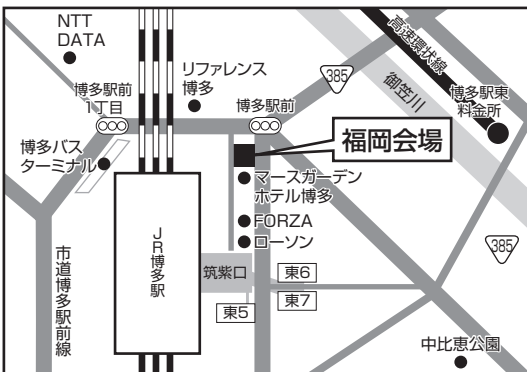 NTT
DATA
リファレンス
博多
385
高速環状線
御笠川
博多駅東
料金所
博多駅前
1丁目
博多駅前
福岡会場
博多バス
ターミナル
マースガーデン
ホテル博多
FORZA
ローソン
JR博多駅
筑紫口
東6
東7
東5
385
市道博多駅前線
中比恵公園